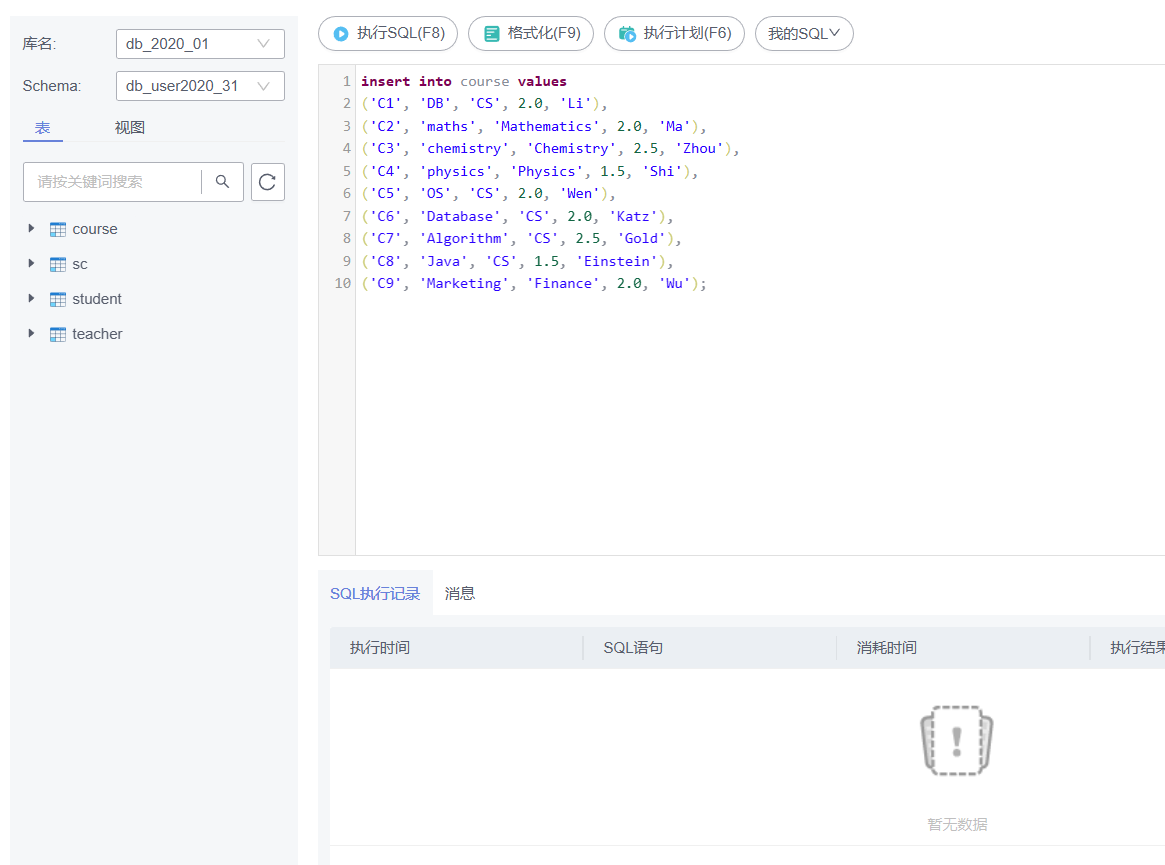 库名: db_2020_01
Schema: db_user2020_31
表 视图
请按关键词搜索
course
sc
student
teacher
执行SQL(F8) 格式化(F9) 执行计划(F6) 我的SQL
1 insert into course values
2 ('C1', 'DB', 'CS', 2.0, 'Li'),
3 ('C2', 'maths', 'Mathematics', 2.0, 'Ma'),
4 ('C3', 'chemistry', 'Chemistry', 2.5, 'Zhou'),
5 ('C4', 'physics', 'Physics', 1.5, 'Shi'),
6 ('C5', 'OS', 'CS', 2.0, 'Wen'),
7 ('C6', 'Database', 'CS', 2.0, 'Katz'),
8 ('C7', 'Algorithm', 'CS', 2.5, 'Gold'),
9 ('C8', 'Java', 'CS', 1.5, 'Einstein'),
10 ('C9', 'Marketing', 'Finance', 2.0, 'Wu');
SQL执行记录 消息
执行时间 SQL语句 消耗时间 执行结果
暂无数据